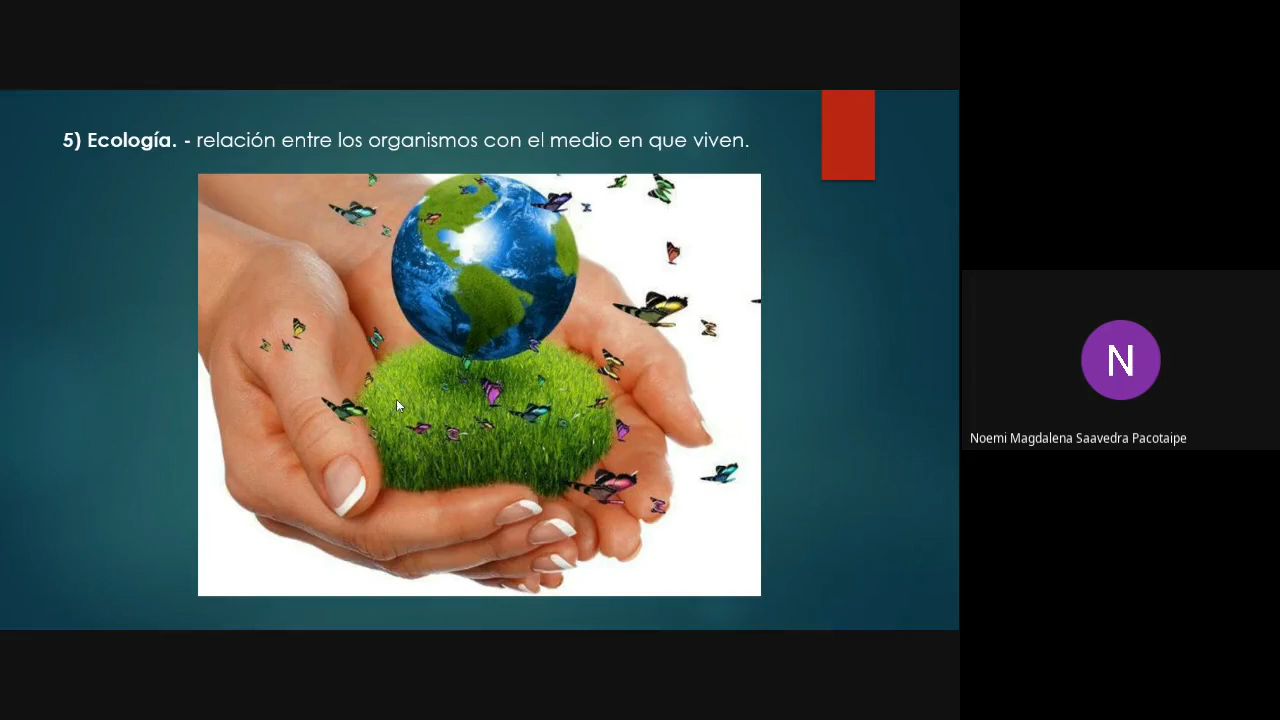 5) Ecología. - relación entre los organismos con el medio en que viven.
N
Noemi Magdalena Saavedra Pacotaipe